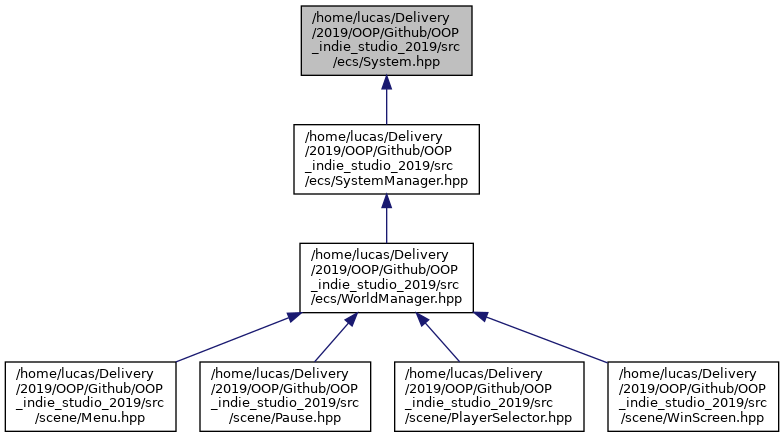 /home/lucas/Delivery
/2019/OOP/Github/OOP
_indie_studio_2019/src
/ecs/System.hpp
/home/lucas/Delivery
/2019/OOP/Github/OOP
_indie_studio_2019/src
/ecs/SystemManager.hpp
/home/lucas/Delivery
/2019/OOP/Github/OOP
_indie_studio_2019/src
/ecs/WorldManager.hpp
/home/lucas/Delivery
/2019/OOP/Github/OOP
_indie_studio_2019/src
/scene/Menu.hpp
/home/lucas/Delivery
/2019/OOP/Github/OOP
_indie_studio_2019/src
/scene/Pause.hpp
/home/lucas/Delivery
/2019/OOP/Github/OOP
_indie_studio_2019/src
/scene/PlayerSelector.hpp
/home/lucas/Delivery
/2019/OOP/Github/OOP
_indie_studio_2019/src
/scene/WinScreen.hpp